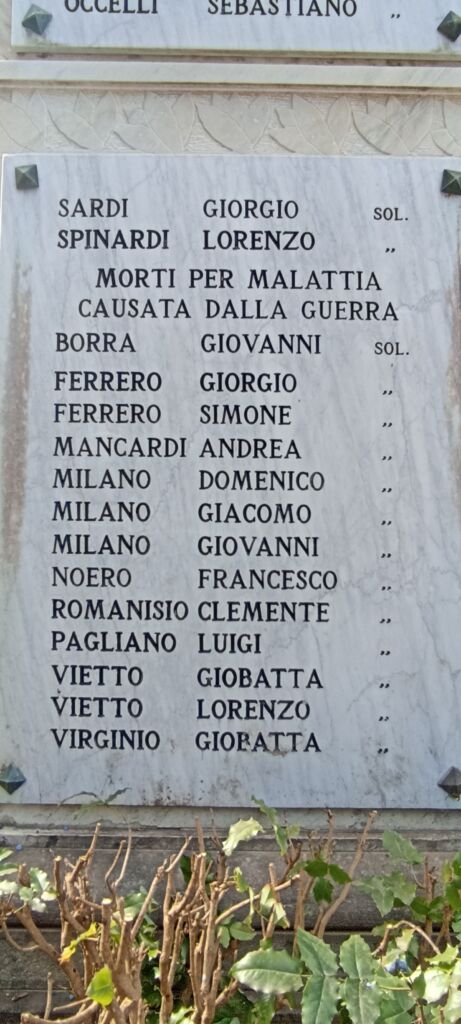 OCCELLI SEBASTIANO „
SARDI GIORGIO SOL.
SPINARDI LORENZO „
MORTI PER MALATTIA
CAUSATA DALLA GUERRA
BORRA GIOVANNI SOL.
FERRERO GIORGIO „
FERRERO SIMONE „
MANCARDI ANDREA „
MILANO DOMENICO „
MILANO GIACOMO „
MILANO GIOVANNI „
NOERO FRANCESCO „
ROMANISIO CLEMENTE „
PAGLIANO LUIGI „
VIETTO GIOBATTA „
VIETTO LORENZO „
VIRGINIO GIOBATTA „